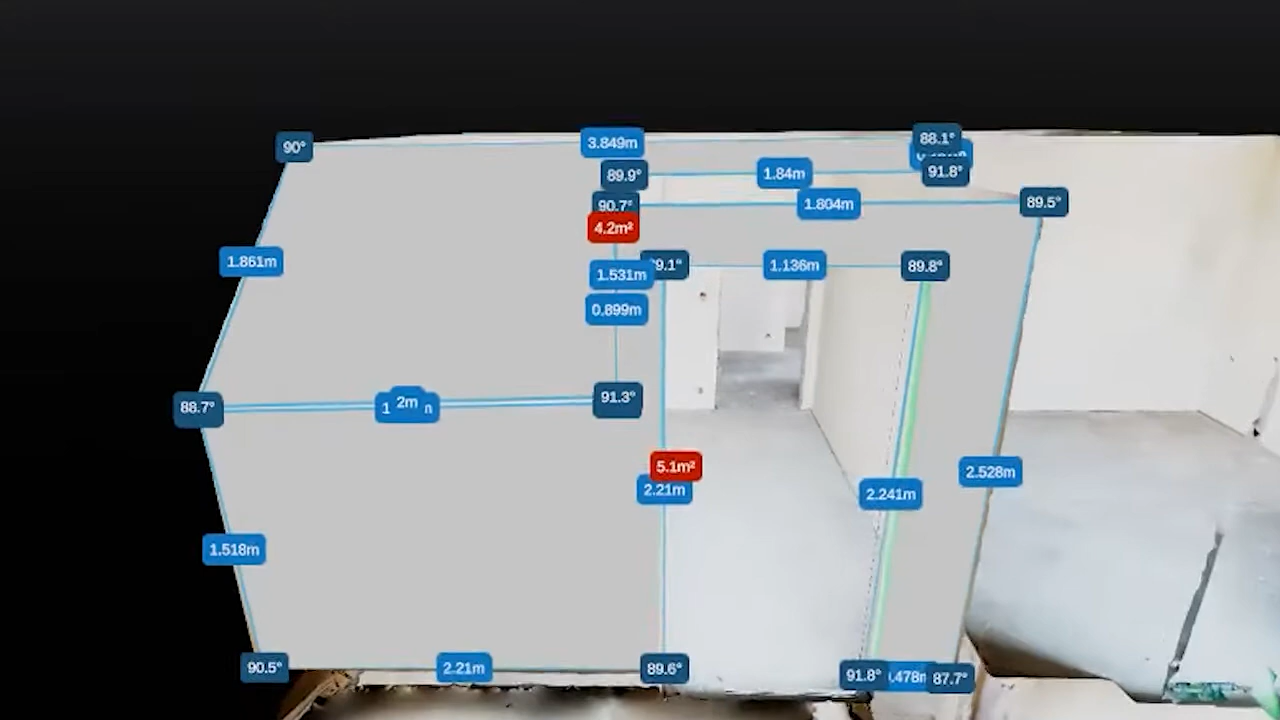 90°
3.849m
88.1°
89.9°
1.84m
91.8°
90.7°
1.804m
89.5°
4.2m²
1.861m
1.531m
1.136m
89.8°
0.899m
88.7°
2m
91.3°
5.1m²
2.528m
2.21m
2.241m
1.518m
90.5°
2.21m
89.6°
91.8°
87.7°